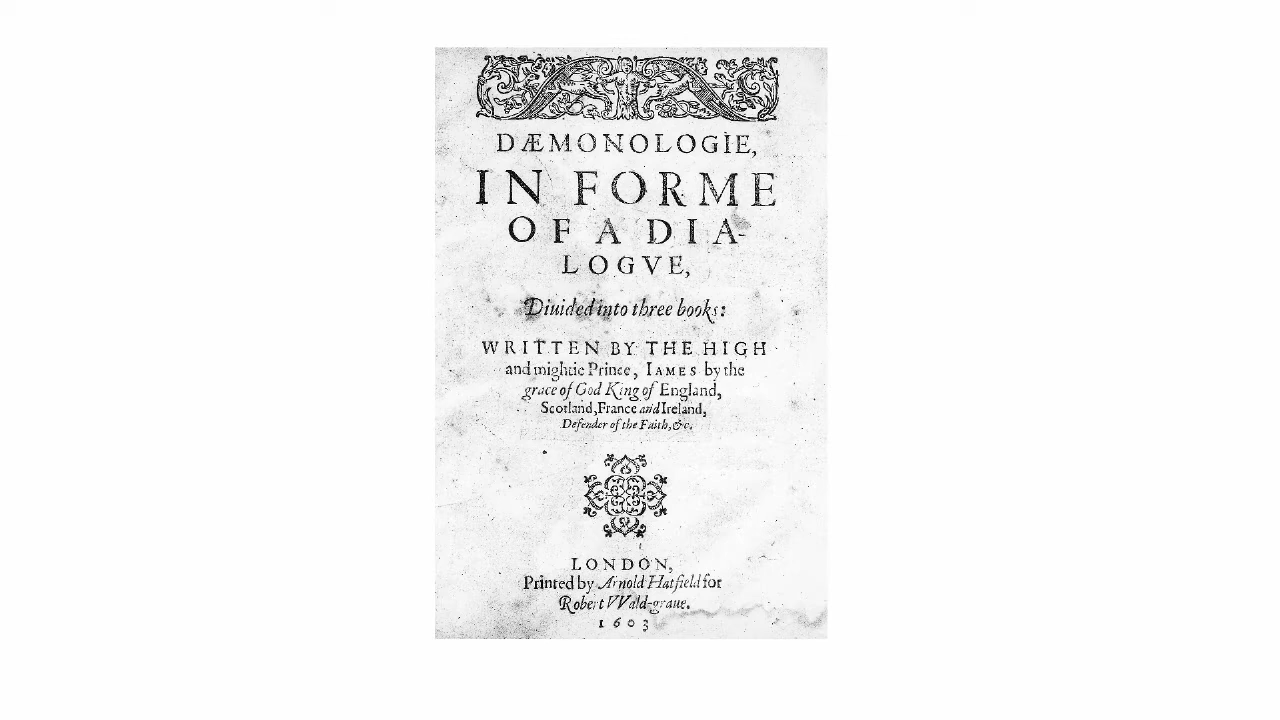 DÆMONOLOGIE,
IN FORME
OF A DIA-
LOGVE,
Diuided into three books:
WRITTEN BY THE HIGH
and mightie Prince, IAMES by the
grace of God King of England,
Scotland, France and Ireland,
Defender of the Faith, &c.
LONDON,
Printed by Arnold Hatfield for
Robert VVald-graue.
1603